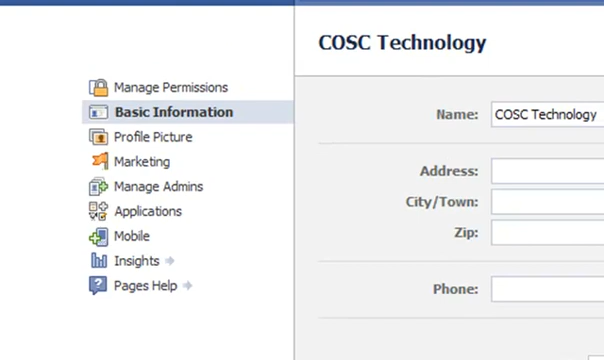 COSC Technology
Manage Permissions
Basic Information
Profile Picture
Marketing
Manage Admins
Applications
Mobile
Insights
Pages Help
Name: COSC Technology
Address:
City/Town:
Zip:
Phone: